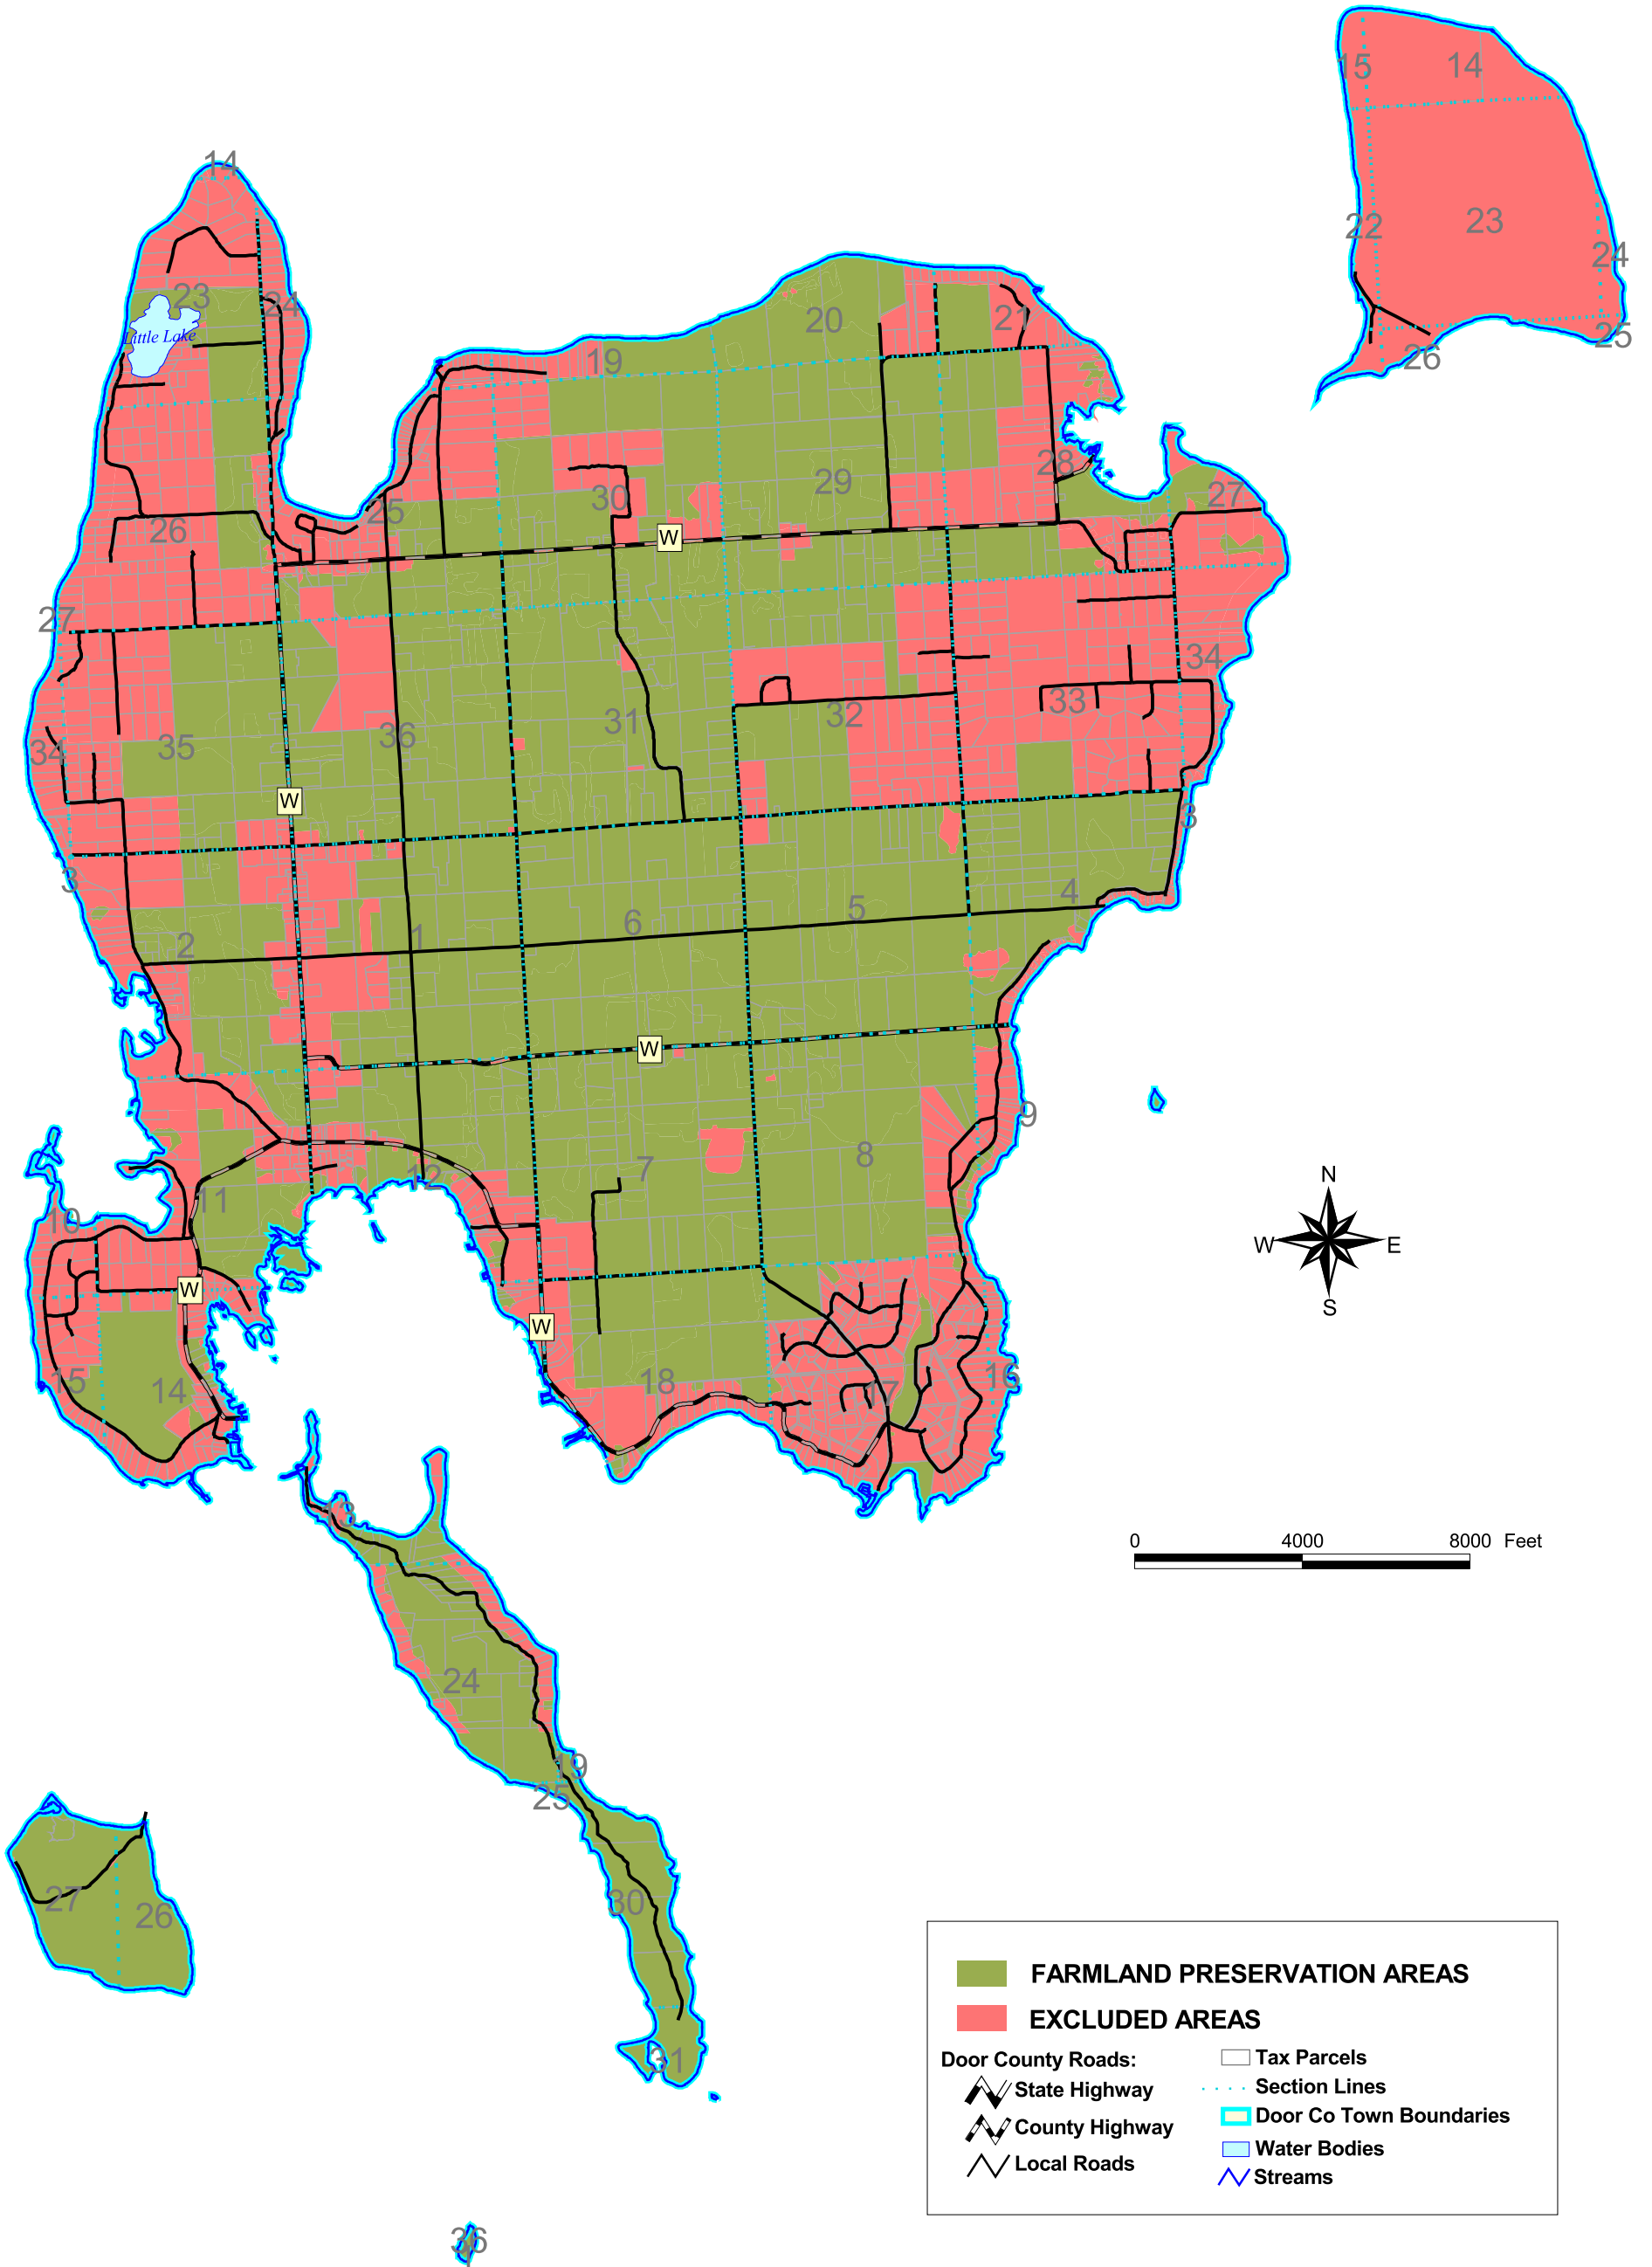 15
14
14
22
23
24
23
24
20
21
Little Lake
25
19
26
28
29
30
25
27
W
26
27
34
33
32
31
36
35
34
W
3
3
4
5
6
1
2
W
9
8
7
12
11
10
N
W
E
S
W
W
16
17
18
15
14
13
0 4000 8000 Feet
24
19
25
30
27
26
31
36
FARMLAND PRESERVATION AREAS
EXCLUDED AREAS
Door County Roads:
State Highway
County Highway
Local Roads
Tax Parcels
Section Lines
Door Co Town Boundaries
Water Bodies
Streams